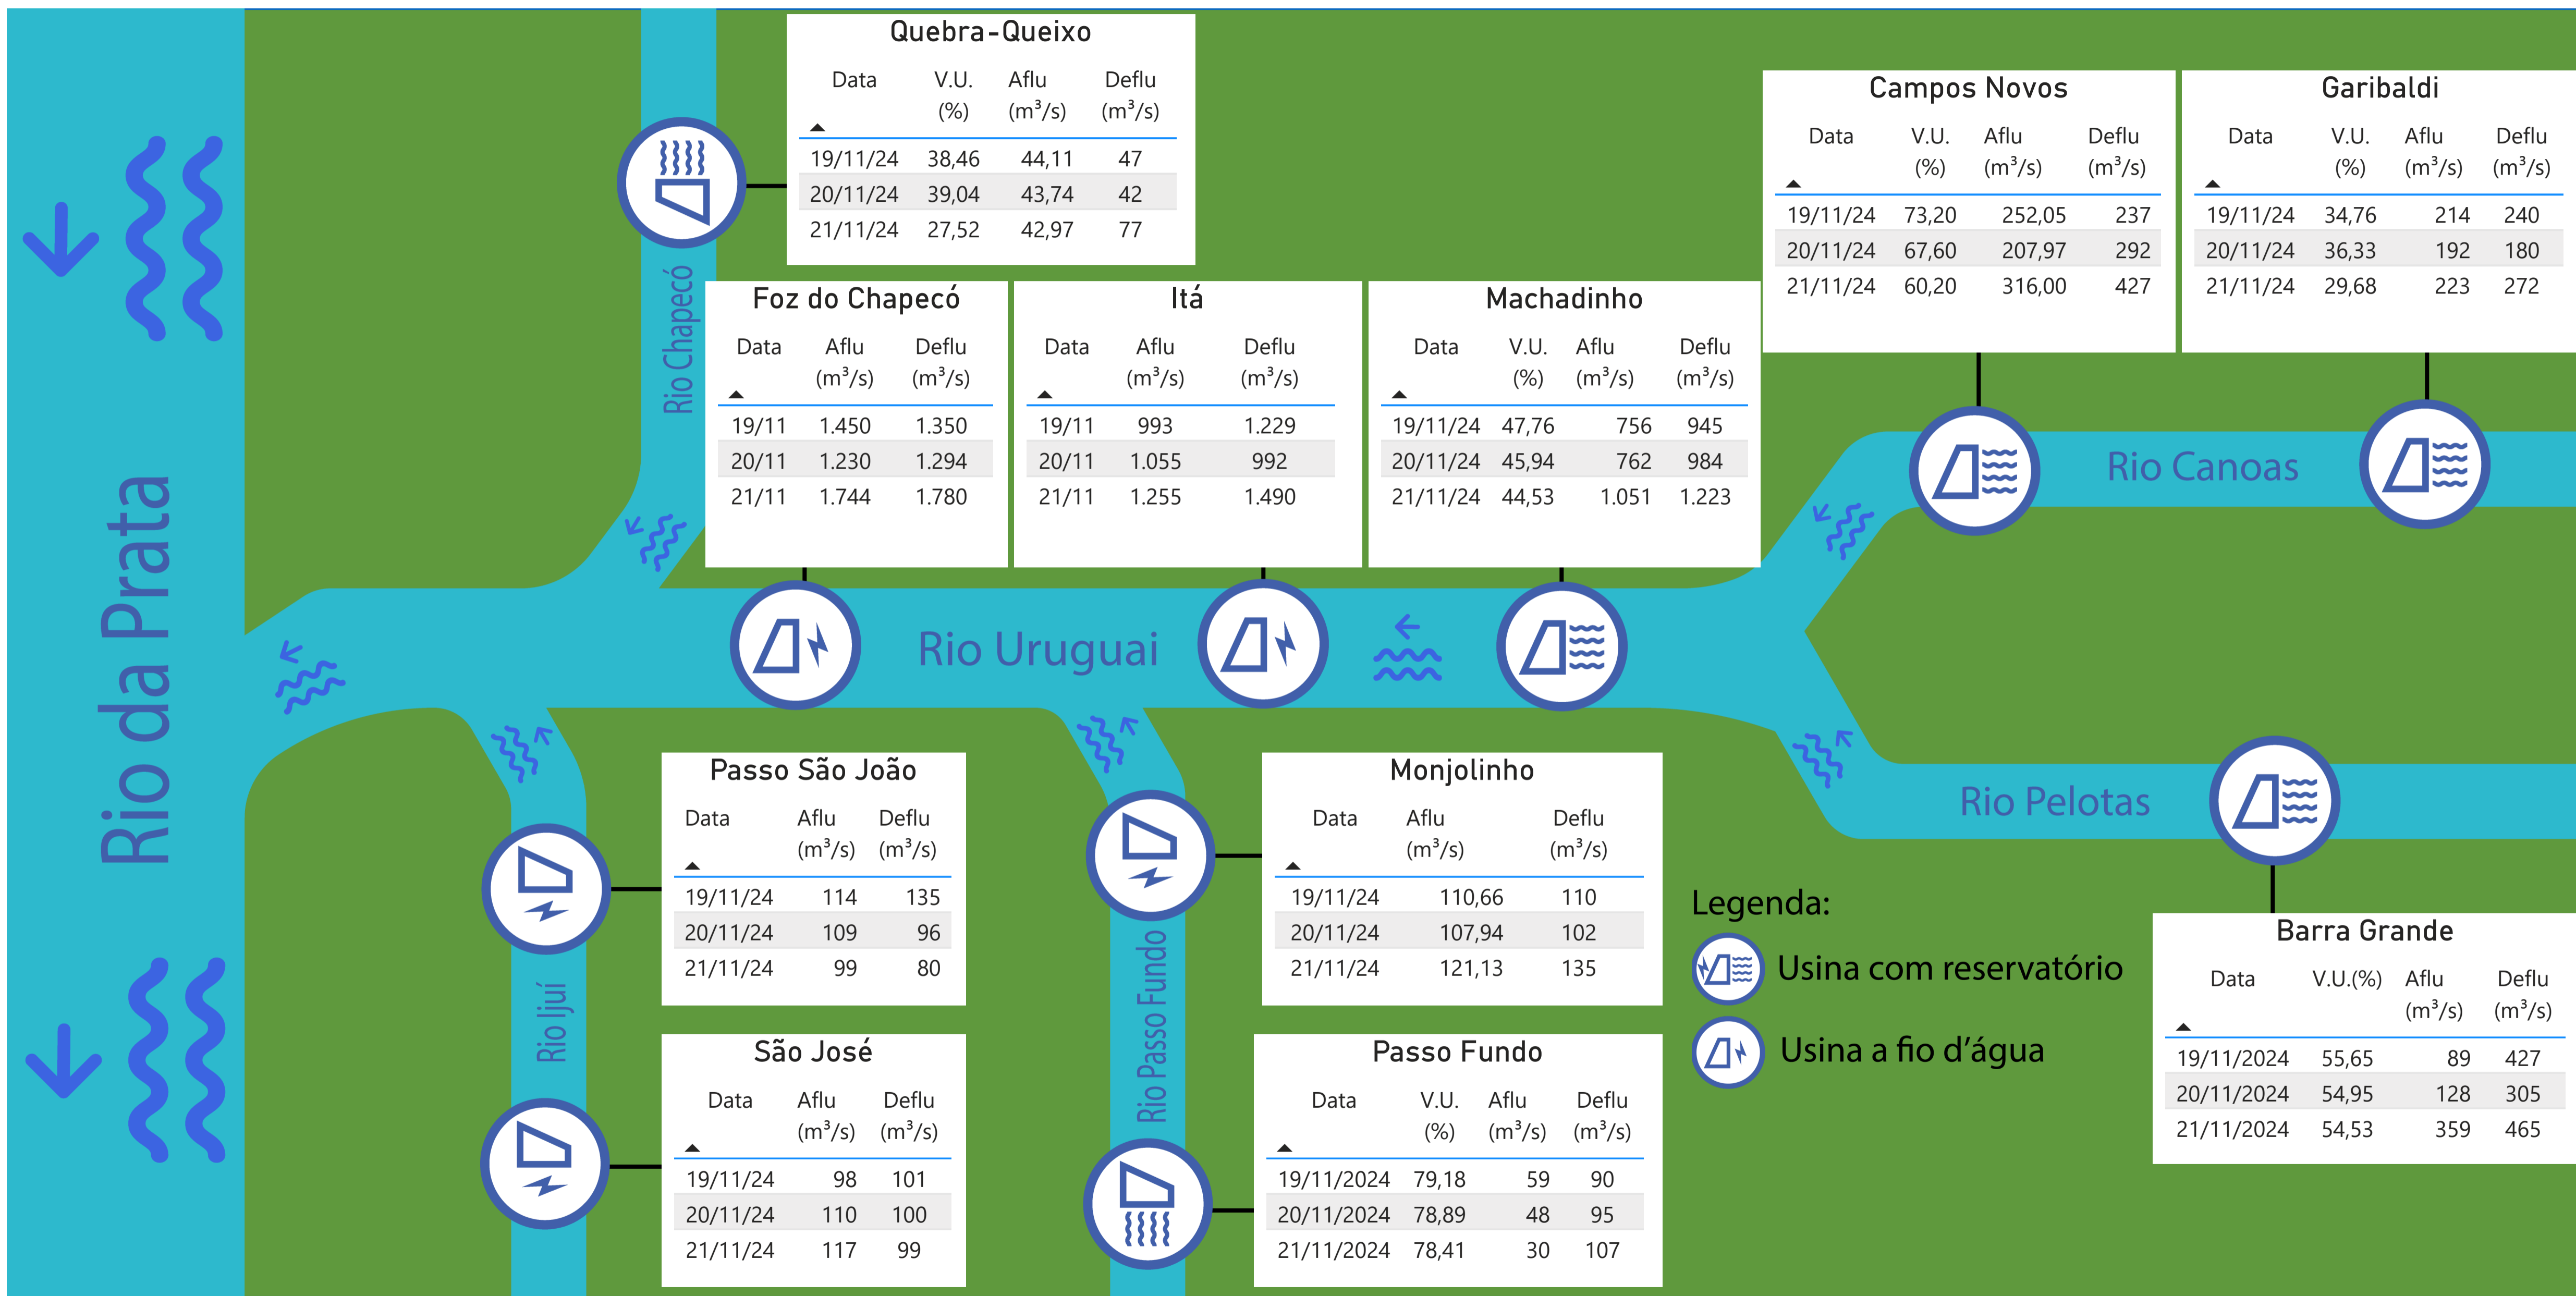 Quebra-Queixo
Data V.U. Aflu Deflu
(%) (m³/s) (m³/s)
19/11/24 38,46 44,11 47
20/11/24 39,04 43,74 42
21/11/24 27,52 42,97 77
Campos Novos
Data V.U. Aflu Deflu
(%) (m³/s) (m³/s)
19/11/24 73,20 252,05 237
20/11/24 67,60 207,97 292
21/11/24 60,20 316,00 427
Garibaldi
Data V.U. Aflu Deflu
(%) (m³/s) (m³/s)
19/11/24 34,76 214 240
20/11/24 36,33 192 180
21/11/24 29,68 223 272
Rio Chapecó
Foz do Chapecó
Data Aflu Deflu
(m³/s) (m³/s)
19/11 1.450 1.350
20/11 1.230 1.294
21/11 1.744 1.780
Itá
Data Aflu Deflu
(m³/s) (m³/s)
19/11 993 1.229
20/11 1.055 992
21/11 1.255 1.490
Machadinho
Data V.U. Aflu Deflu
(%) (m³/s) (m³/s)
19/11/24 47,76 756 945
20/11/24 45,94 762 984
21/11/24 44,53 1.051 1.223
Rio Canoas
Rio da Prata
Rio Uruguai
Rio Pelotas
Passo São João
Data Aflu Deflu
(m³/s) (m³/s)
19/11/24 114 135
20/11/24 109 96
21/11/24 99 80
Monjolinho
Data Aflu Deflu
(m³/s) (m³/s)
19/11/24 110,66 110
20/11/24 107,94 102
21/11/24 121,13 135
Legenda:
Usina com reservatório
Usina a fio d’água
Barra Grande
Data V.U.(%) Aflu Deflu
(m³/s) (m³/s)
19/11/2024 55,65 89 427
20/11/2024 54,95 128 305
21/11/2024 54,53 359 465
Rio Ijuí
São José
Data Aflu Deflu
(m³/s) (m³/s)
19/11/24 98 101
20/11/24 110 100
21/11/24 117 99
Rio Passo Fundo
Passo Fundo
Data V.U. Aflu Deflu
(%) (m³/s) (m³/s)
19/11/2024 79,18 59 90
20/11/2024 78,89 48 95
21/11/2024 78,41 30 107